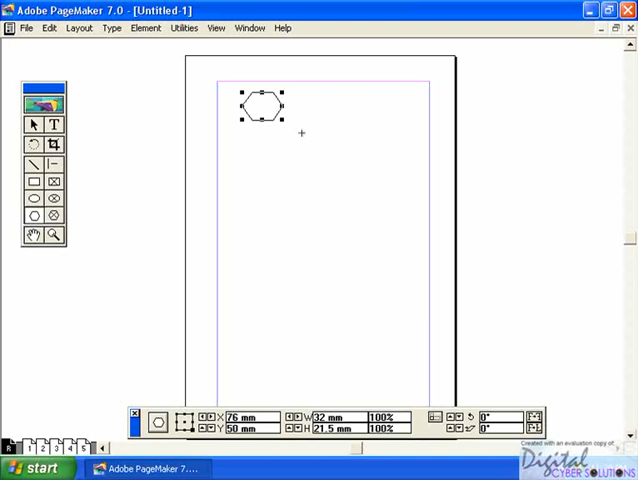 Adobe PageMaker 7.0 - [Untitled-1]
File Edit Layout Type Element Utilities View Window Help
T
X 76 mm W 32 mm 100% 0°
Y 50 mm H 21.5 mm 100% 0°
R 1 2 3 4 5
start Adobe PageMaker 7....
Created with an evaluation copy of
Digital
CYBER SOLUTIONS